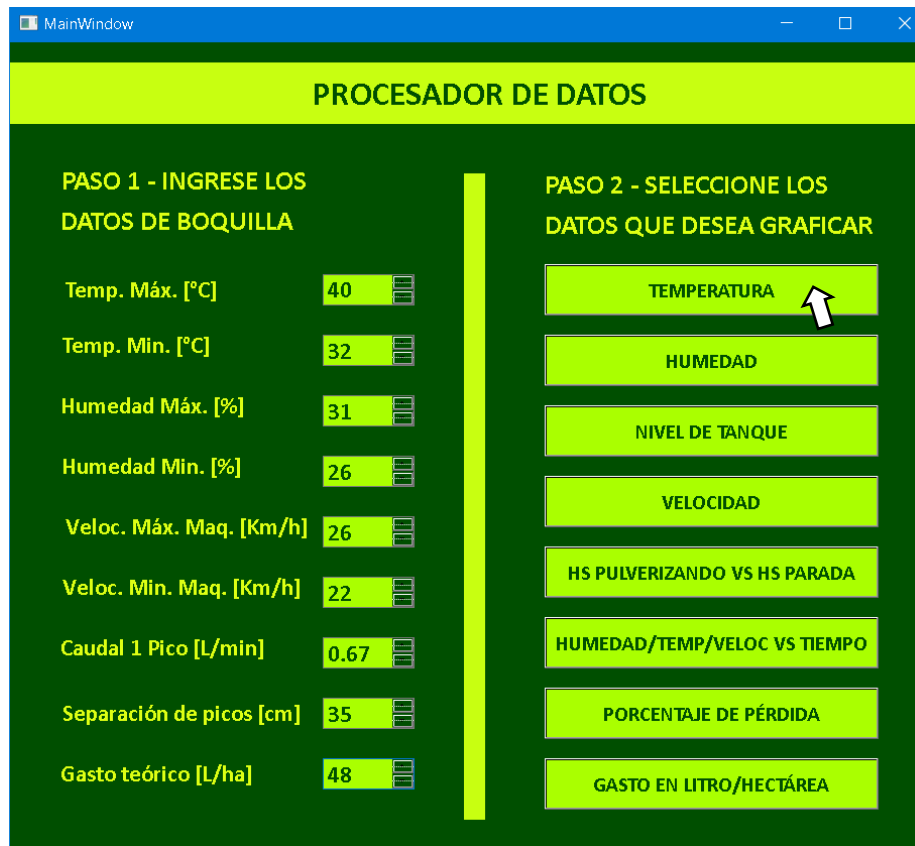 MainWindow
PROCESADOR DE DATOS
PASO 1 - INGRESE LOS
DATOS DE BOQUILLA
Temp. Máx. [°C] 40
Temp. Min. [°C] 32
Humedad Máx. [%] 31
Humedad Min. [%] 26
Veloc. Máx. Maq. [Km/h] 26
Veloc. Min. Maq. [Km/h] 22
Caudal 1 Pico [L/min] 0.67
Separación de picos [cm] 35
Gasto teórico [L/ha] 48
PASO 2 - SELECCIONE LOS
DATOS QUE DESEA GRAFICAR
TEMPERATURA
HUMEDAD
NIVEL DE TANQUE
VELOCIDAD
HS PULVERIZANDO VS HS PARADA
HUMEDAD/TEMP/VELOC VS TIEMPO
PORCENTAJE DE PÉRDIDA
GASTO EN LITRO/HECTÁREA